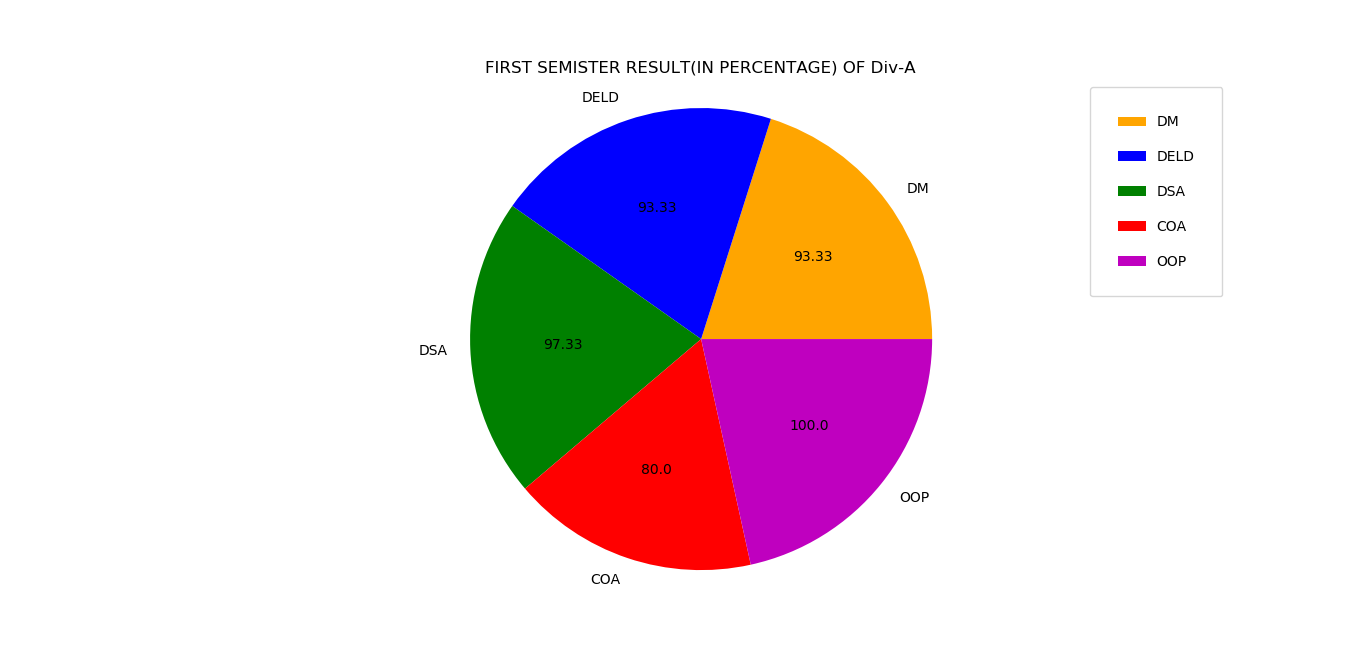 FIRST SEMISTER RESULT(IN PERCENTAGE) OF Div-A
DELD
DM
DSA
COA
OOP
93.33
93.33
97.33
80.0
100.0
DM
DELD
DSA
COA
OOP